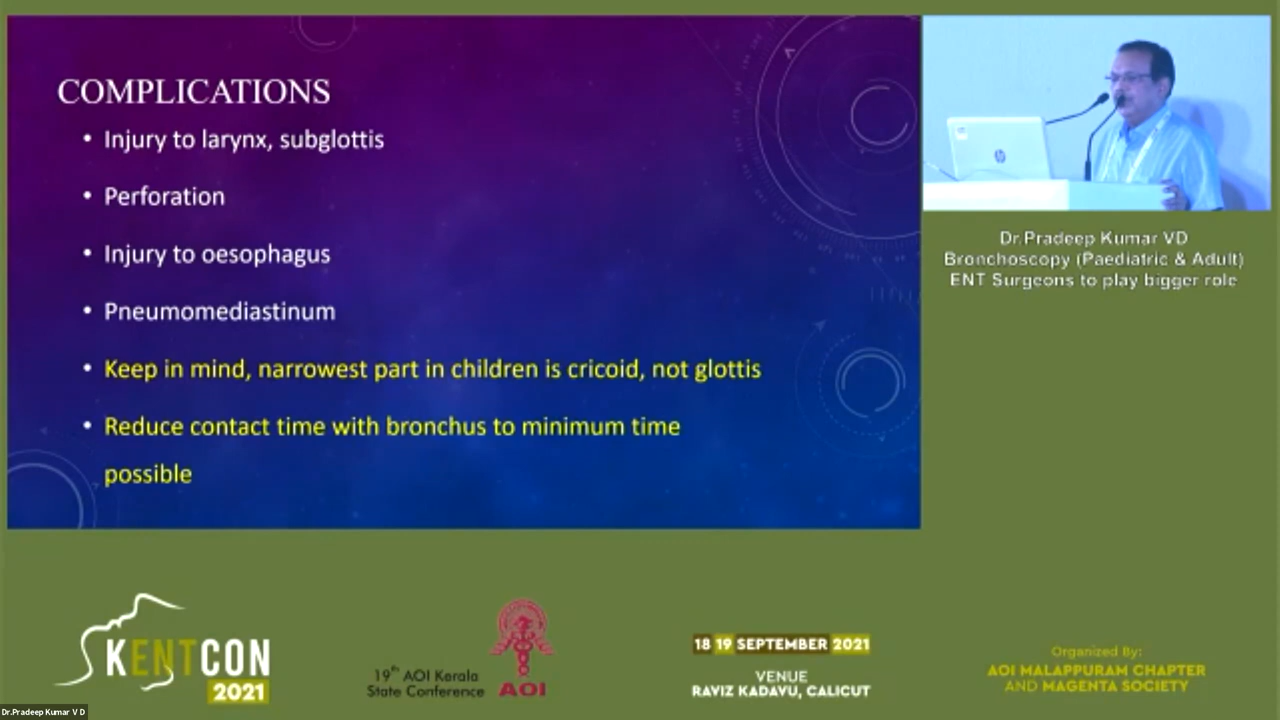 COMPLICATIONS
• Injury to larynx, subglottis
• Perforation
• Injury to oesophagus
• Pneumomediastinum
• Keep in mind, narrowest part in children is cricoid, not glottis
• Reduce contact time with bronchus to minimum time
possible
Dr.Pradeep Kumar VD
Bronchoscopy (Paediatric & Adult)
ENT Surgeons to play bigger role
KENTCON
2021
19th AOI Kerala
State Conference
AOI
18 19 SEPTEMBER 2021
VENUE
RAVIZ KADAVU, CALICUT
Organized By:
AOI MALAPPURAM CHAPTER
AND MAGENTA SOCIETY
Dr.Pradeep Kumar V D